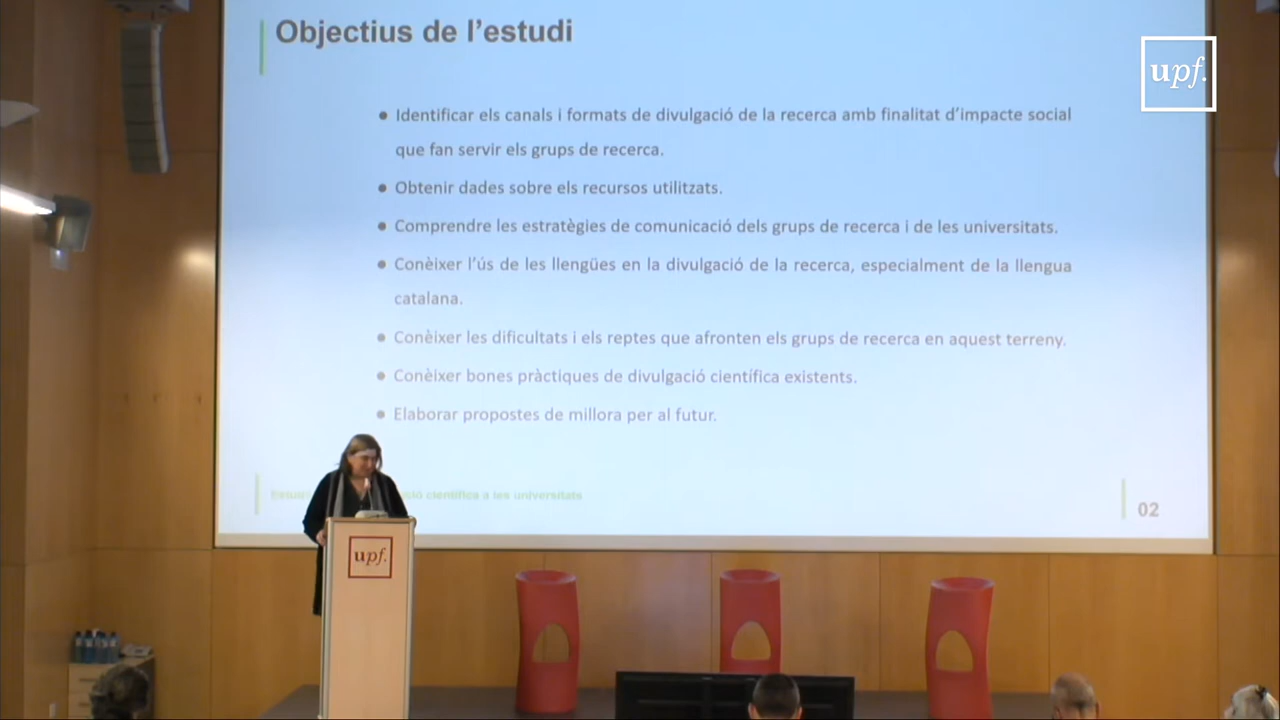 Objectius de l'estudi
upf.
● Identificar els canals i formats de divulgació de la recerca amb finalitat d'impacte social
que fan servir els grups de recerca.
● Obtenir dades sobre els recursos utilitzats.
● Comprendre les estratègies de comunicació dels grups de recerca i de les universitats.
● Conèixer l'ús de les llengües en la divulgació de la recerca, especialment de la llengua
catalana.
● Conèixer les dificultats i els reptes que afronten els grups de recerca en aquest terreny.
● Conèixer bones pràctiques de divulgació científica existents.
● Elaborar propostes de millora per al futur.
científica a les universitats
02
upf.